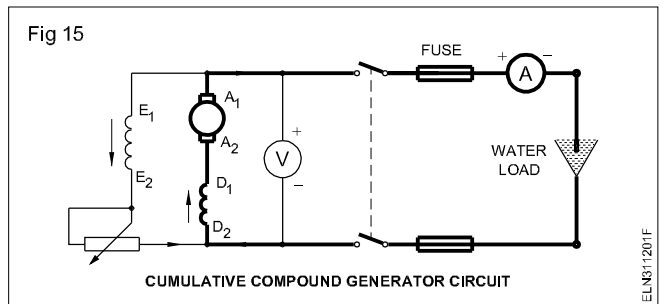 Fig 15
FUSE
+ A −
E1
A1
A2
E2
V
+
−
D1
D2
WATER
LOAD
CUMULATIVE COMPOUND GENERATOR CIRCUIT
ELN311201F